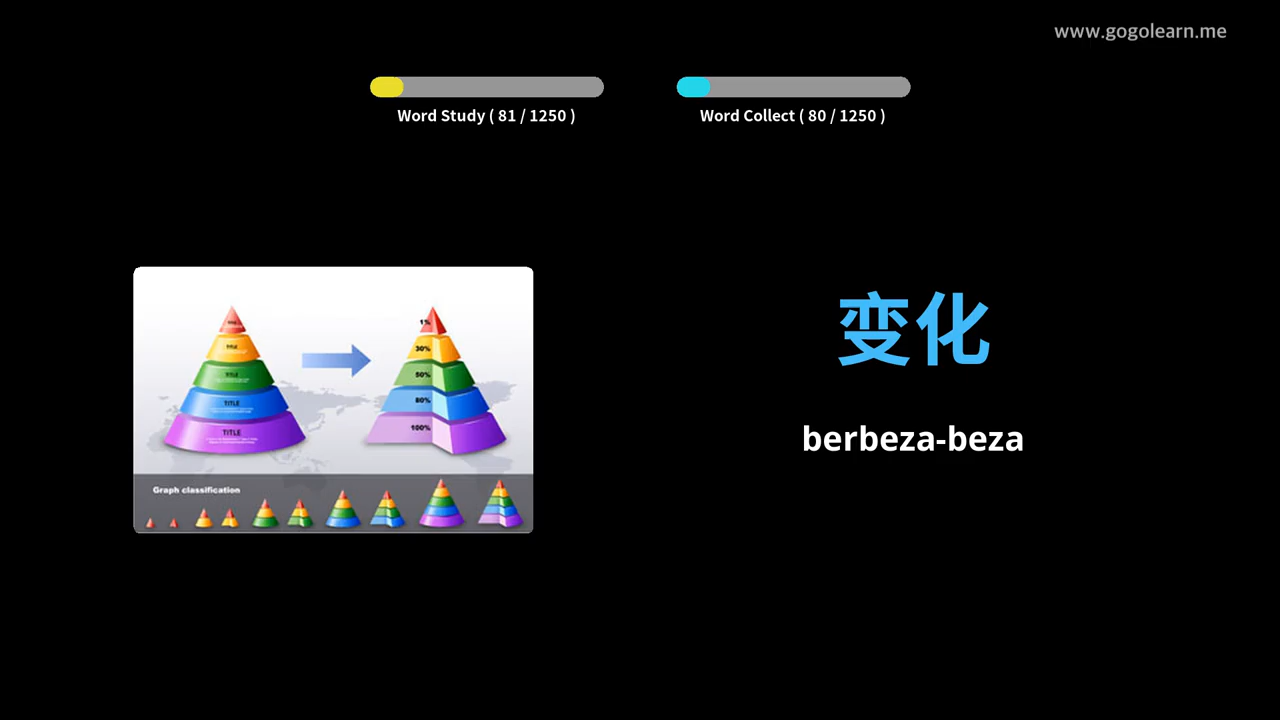 www.gogolearn.me
Word Study ( 81 / 1250 )
Word Collect ( 80 / 1250 )
变化
berbeza-beza
1%
30%
TITLE
50%
TITLE
80%
TITLE
100%
Graph classification